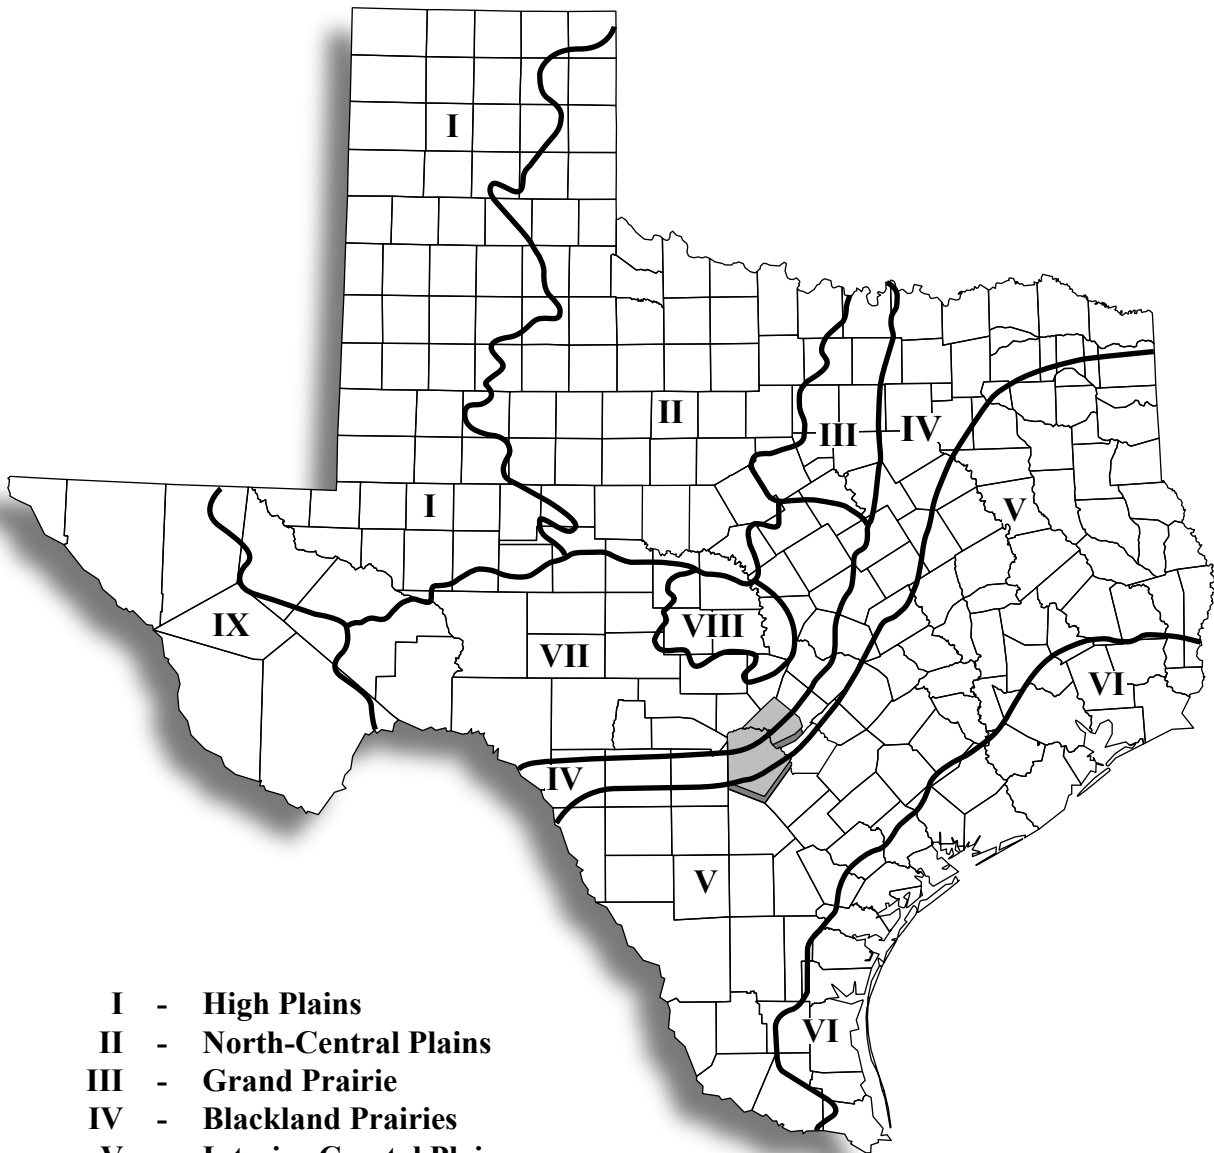 I
II
III
IV
V
I
IX
VIII
VII
VI
IV
V
VI
I - High Plains
II - North-Central Plains
III - Grand Prairie
IV - Blackland Prairies